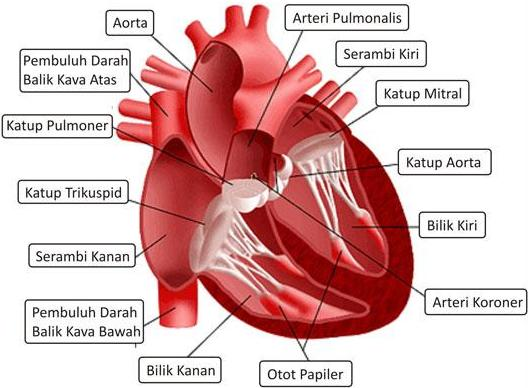 Aorta
Arteri Pulmonalis
Serambi Kiri
Pembuluh Darah
Balik Kava Atas
Katup Mitral
Katup Pulmoner
Katup Aorta
Katup Trikuspid
Bilik Kiri
Serambi Kanan
Arteri Koroner
Pembuluh Darah
Balik Kava Bawah
Bilik Kanan
Otot Papiler